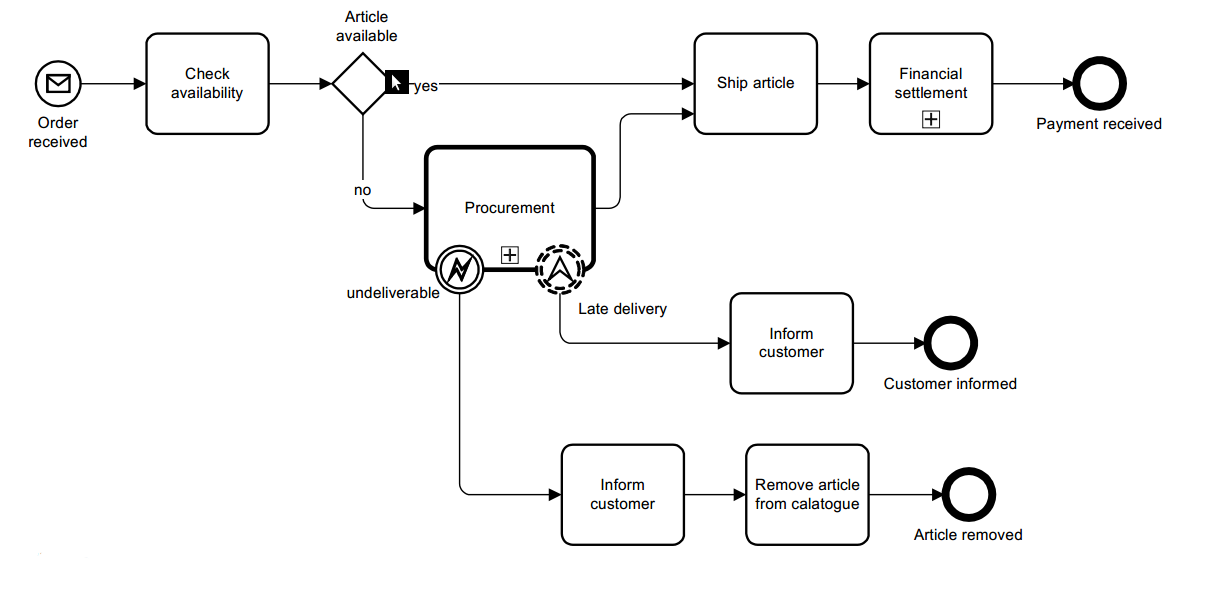 Article
available
Order
received
Check
availability
yes
Ship article
Financial
settlement
Payment received
no
Procurement
undeliverable
Late delivery
Inform
customer
Customer informed
Inform
customer
Remove article
from calatogue
Article removed